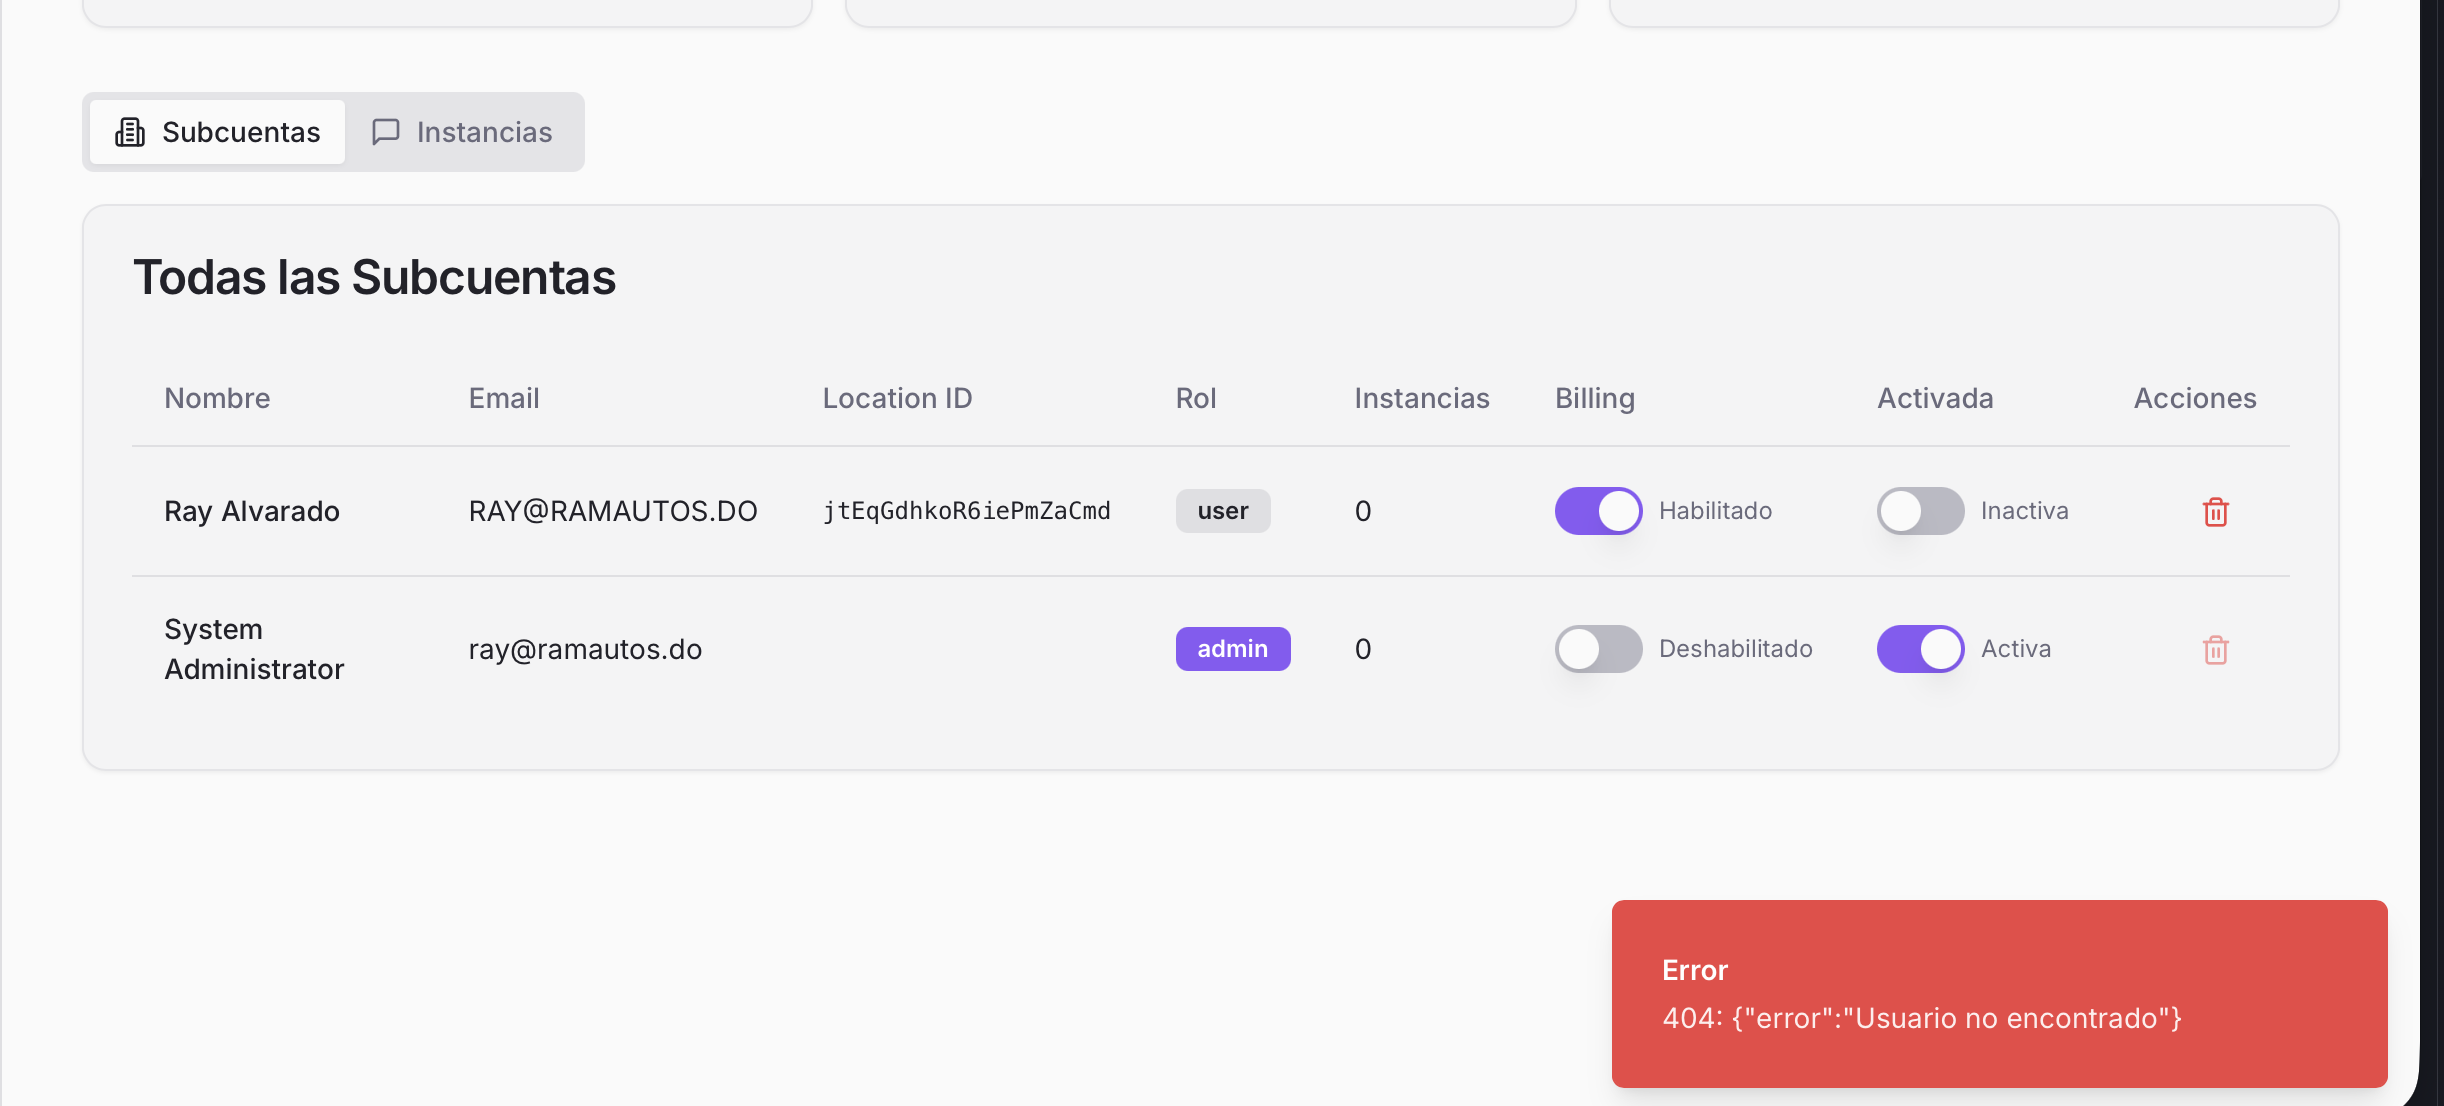 Subcuentas Instancias
Todas las Subcuentas
Nombre Email Location ID Rol Instancias Billing Activada Acciones
Ray Alvarado RAY@RAMAUTOS.DO jtEqGdhkoR6iePmZaCmd user 0 Habilitado Inactiva
System
Administrator ray@ramautos.do admin 0 Deshabilitado Activa
Error
404: {"error":"Usuario no encontrado"}